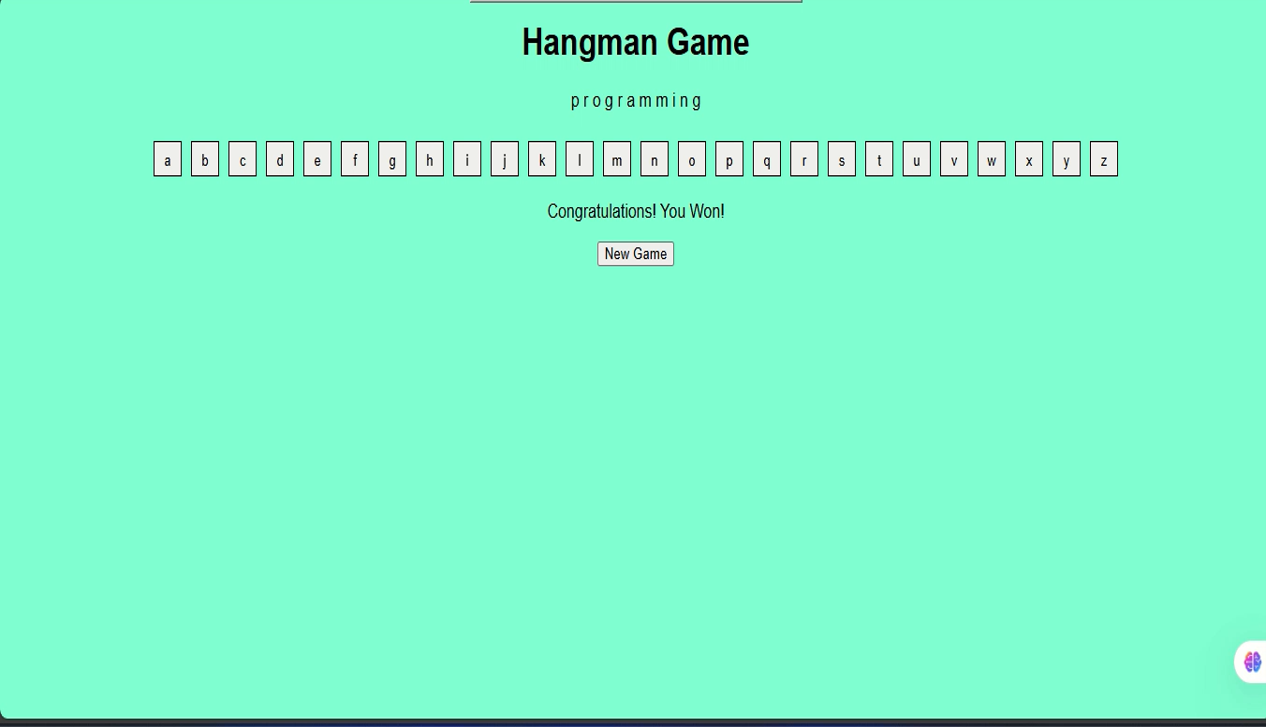 Hangman Game
p r o g r a m m i n g
a b c d e f g h i j k l m n o p q r s t u v w x y z
Congratulations! You Won!
New Game